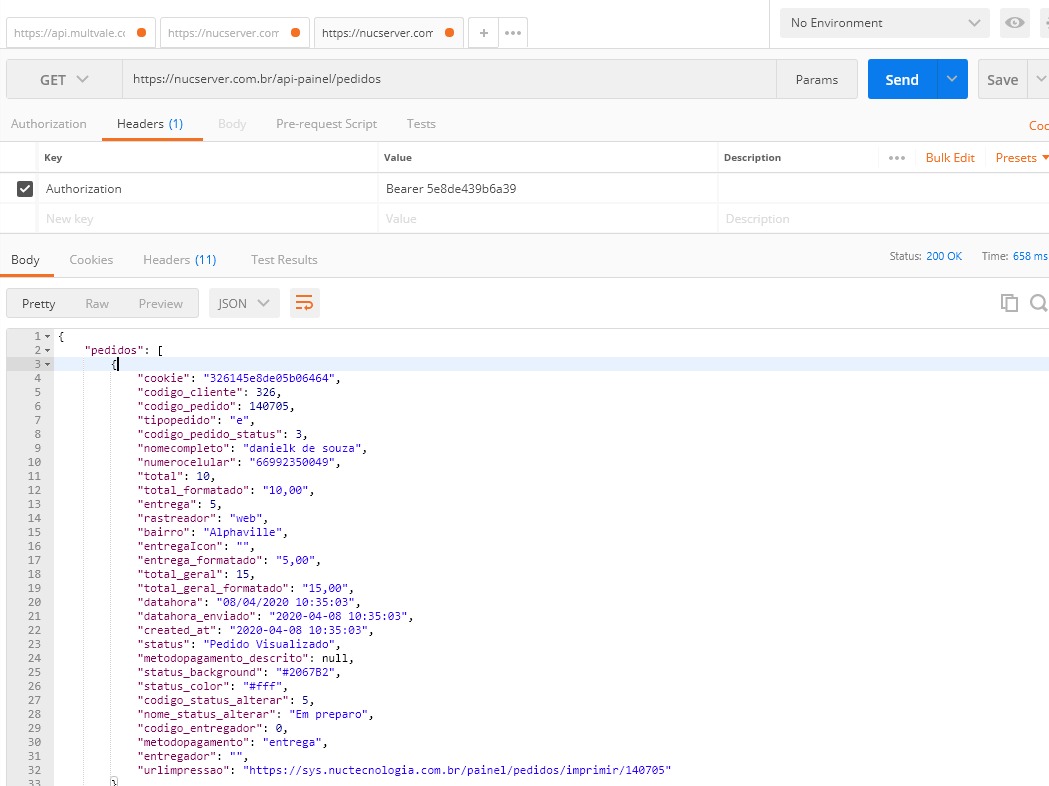 https://api.multvale.cc
https://nucserver.com
https://nucserver.com
No Environment
GET
https://nucserver.com.br/api-painel/pedidos
Params
Send
Save
Authorization
Headers (1)
Body
Pre-request Script
Tests
Coc
Key
Value
Description
Bulk Edit
Presets
Authorization
Bearer 5e8de439b6a39
New key
Value
Description
Body
Cookies
Headers (11)
Test Results
Status: 200 OK
Time: 658 ms
Pretty
Raw
Preview
JSON
1 {
2 "pedidos": [
3 {
4 "cookie": "326145e8de05b06464",
5 "codigo_cliente": 326,
6 "codigo_pedido": 140705,
7 "tipopedido": "e",
8 "codigo_pedido_status": 3,
9 "nomecompleto": "danielk de souza",
10 "numerocelular": "66992350049",
11 "total": 10,
12 "total_formatado": "10,00",
13 "entrega": 5,
14 "rastreador": "web",
15 "bairro": "Alphaville",
16 "entregaIcon": "",
17 "entrega_formatado": "5,00",
18 "total_geral": 15,
19 "total_geral_formatado": "15,00",
20 "datahora": "08/04/2020 10:35:03",
21 "datahora_enviado": "2020-04-08 10:35:03",
22 "created_at": "2020-04-08 10:35:03",
23 "status": "Pedido Visualizado",
24 "metodopagamento_descrito": null,
25 "status_background": "#2067B2",
26 "status_color": "#fff",
27 "codigo_status_alterar": 5,
28 "nome_status_alterar": "Em preparo",
29 "codigo_entregador": 0,
30 "metodopagamento": "entrega",
31 "entregador": "",
32 "urlimpressao": "https://sys.nuctecnologia.com.br/painel/pedidos/imprimir/140705"
33 }